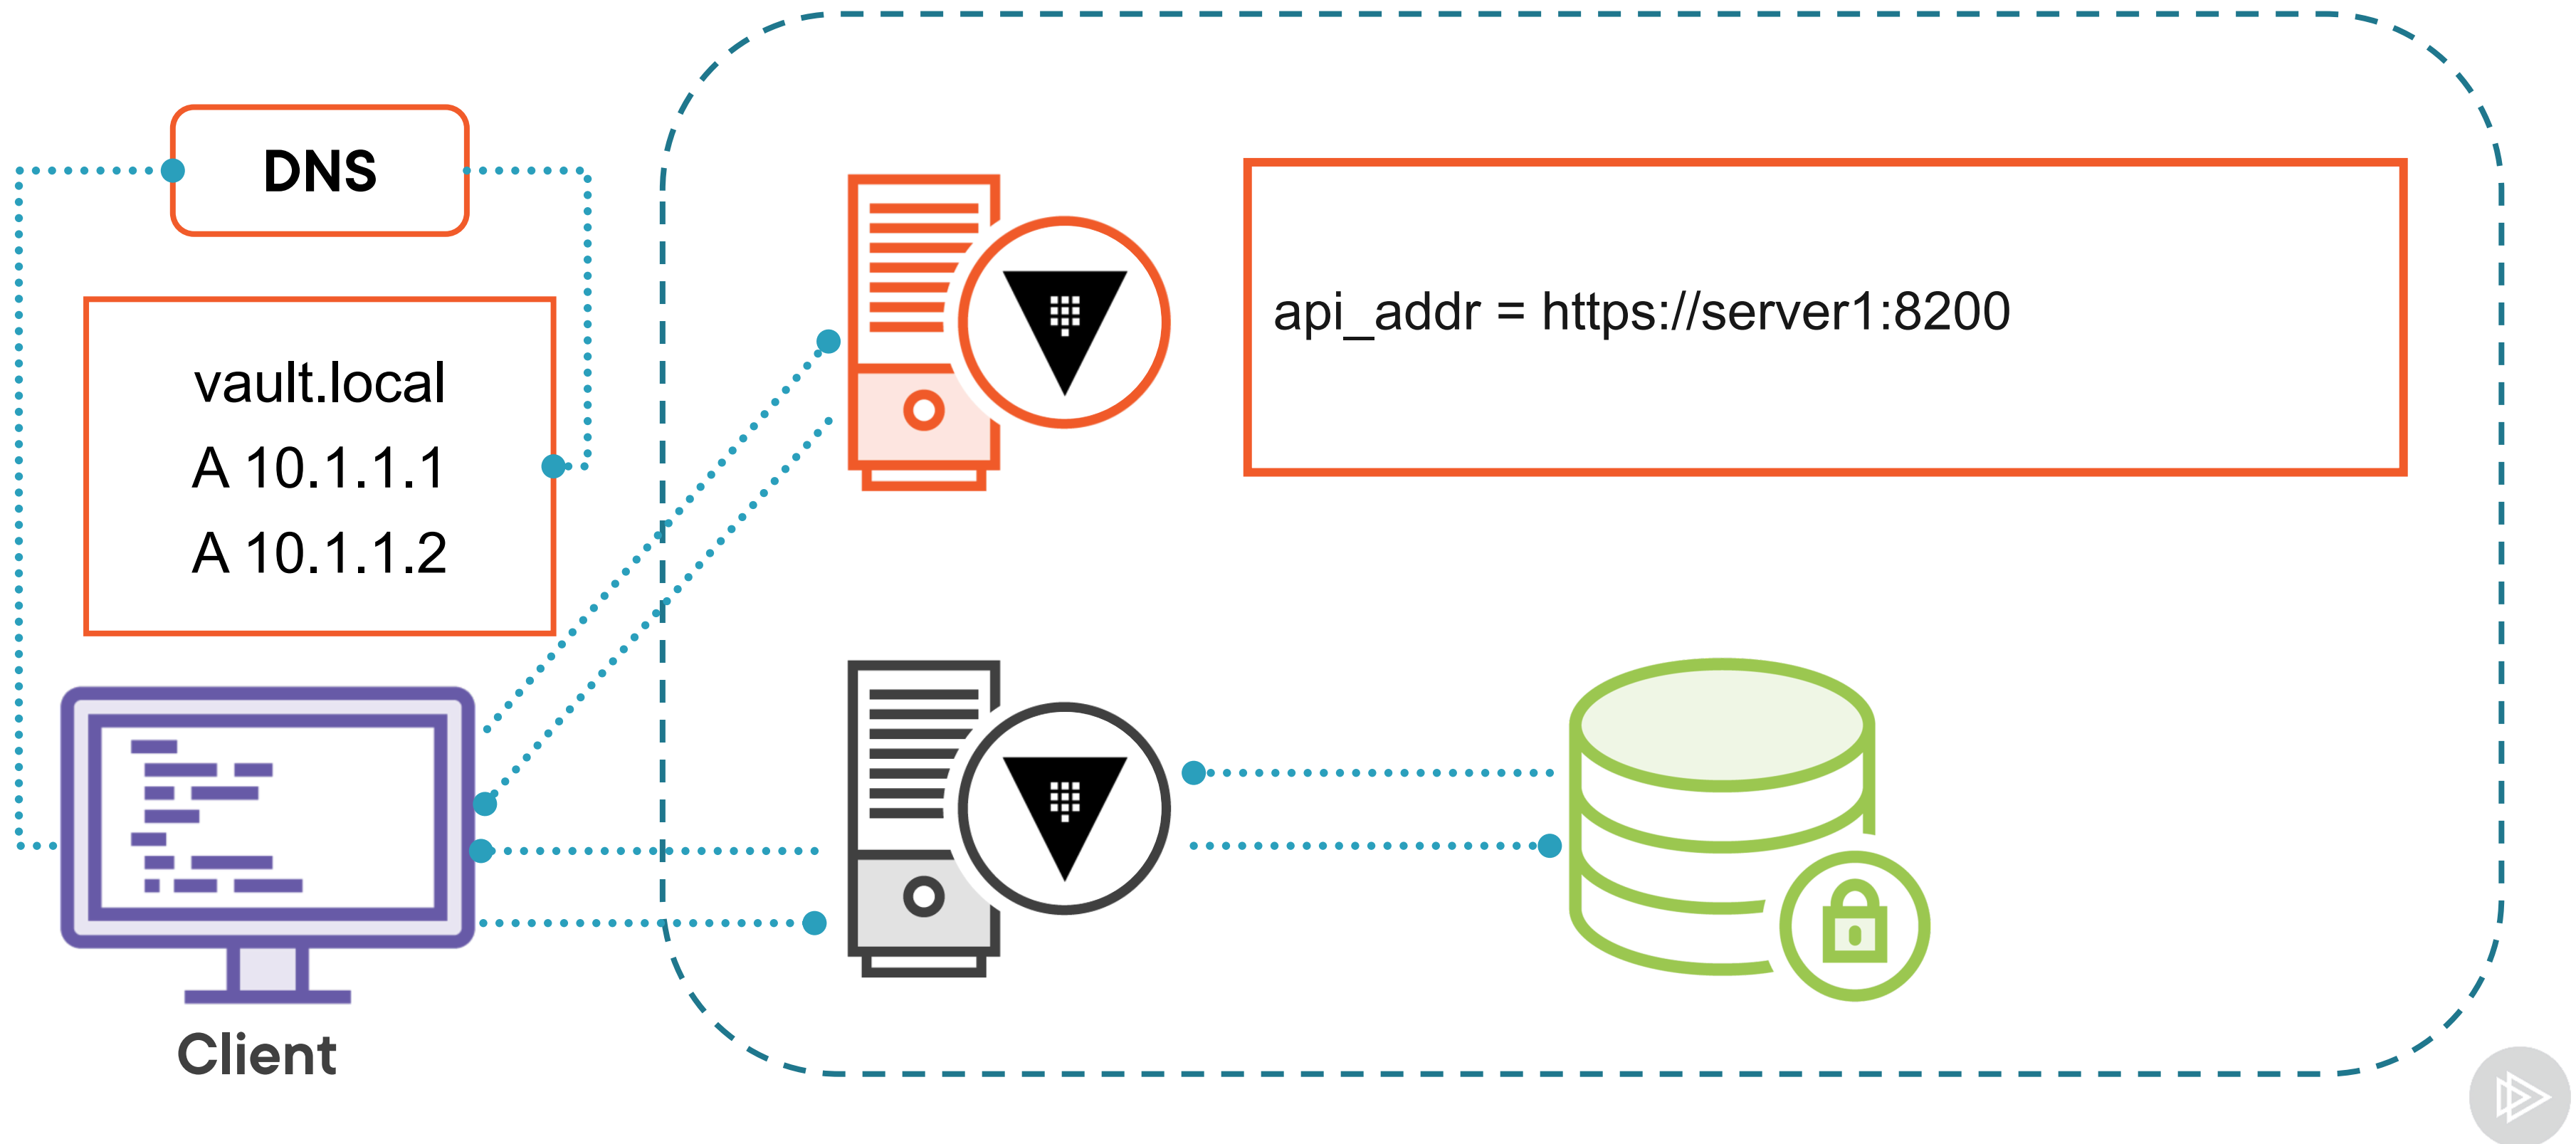 DNS
vault.local
A 10.1.1.1
A 10.1.1.2
Client
api_addr = https://server1:8200